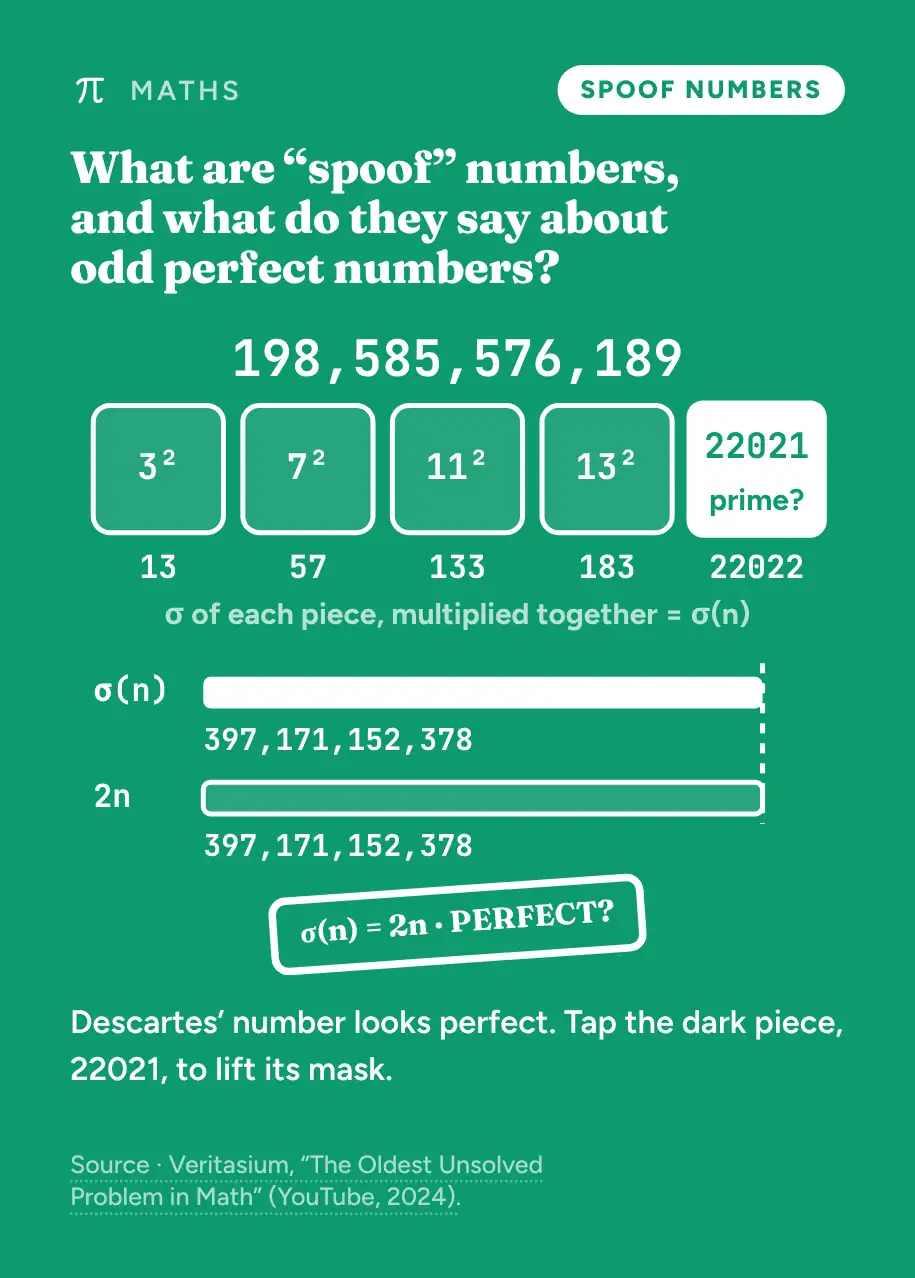 π MATHS
SPOOF NUMBERS
What are “spoof” numbers,
and what do they say about
odd perfect numbers?
198,585,576,189
3² 7² 11² 13² 22021
prime?
13 57 133 183 22022
σ of each piece, multiplied together = σ(n)
σ(n)
397,171,152,378
2n
397,171,152,378
σ(n) = 2n · PERFECT?
Descartes’ number looks perfect. Tap the dark piece,
22021, to lift its mask.
Source · Veritasium, “The Oldest Unsolved
Problem in Math” (YouTube, 2024).